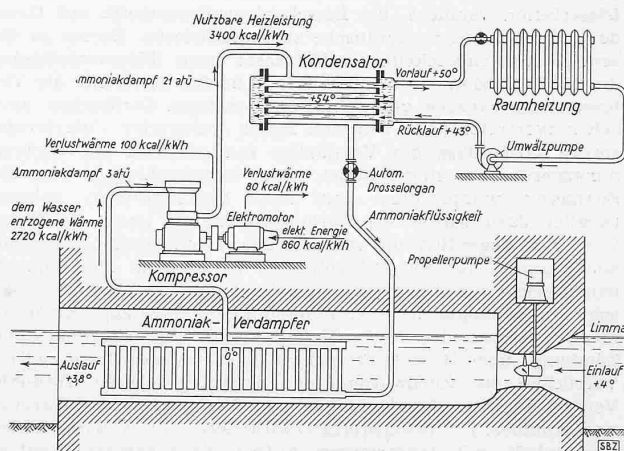 Nutzbare Heizleistung
3400 kcal/kWh
Kondensator
mmoniakdampf 21 atü
+54°
Vorlauf +50°
Raumheizung
Rücklauf +43°
Umwälzpumpe
Verlustwärme 100 kcal/kWh
Ammoniakdampf 3 atü
Verlustwärme
80 kcal/kWh
Autom.
Drosselorgan
dem Wasser
entzogene Wärme
2720 kcal/kWh
Elektromotor
elekt. Energie
860 kcal/kWh
Ammoniakflüssigkeit
Kompressor
Propellerpumpe
Ammoniak-Verdampfer
Limma
0°
Auslauf
+3,8°
Einlauf
+4°
SBZ